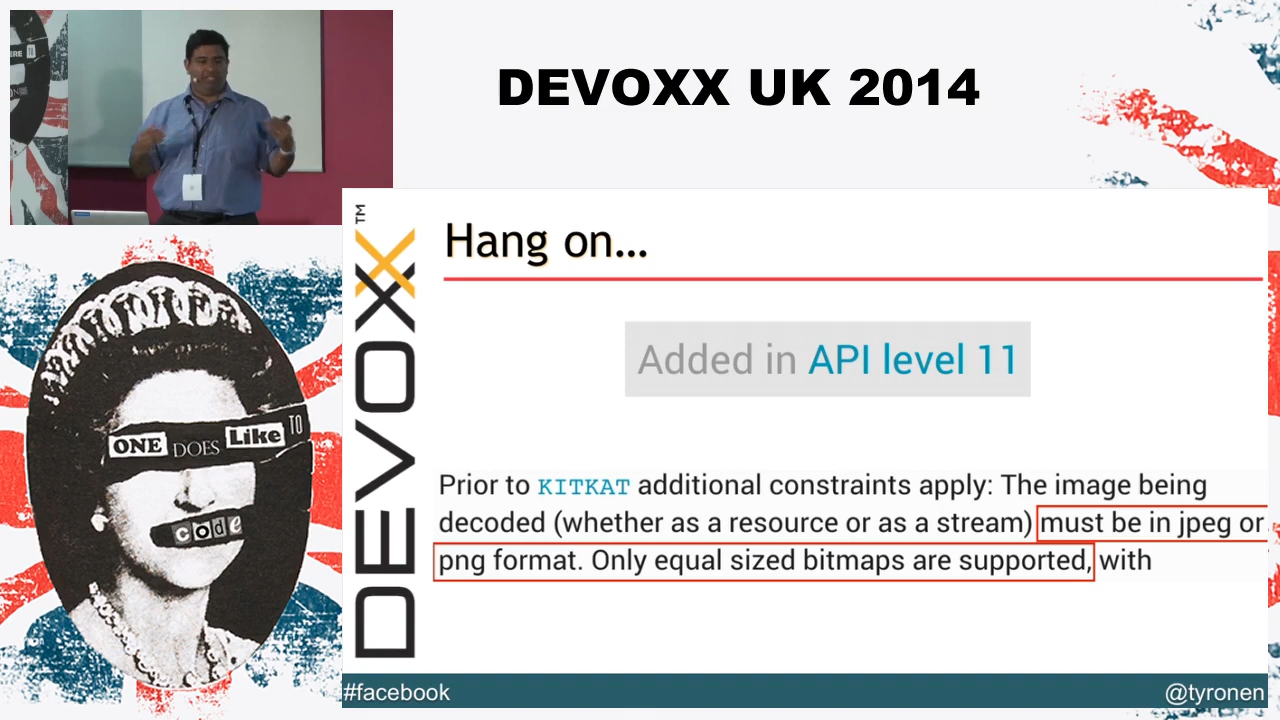 DEVOXX UK 2014
DEVOXX™
Hang on...
Added in API level 11
Prior to KITKAT additional constraints apply: The image being
decoded (whether as a resource or as a stream) must be in jpeg or
png format. Only equal sized bitmaps are supported, with
ONE DOES Like TO
code
#facebook
@tyronen